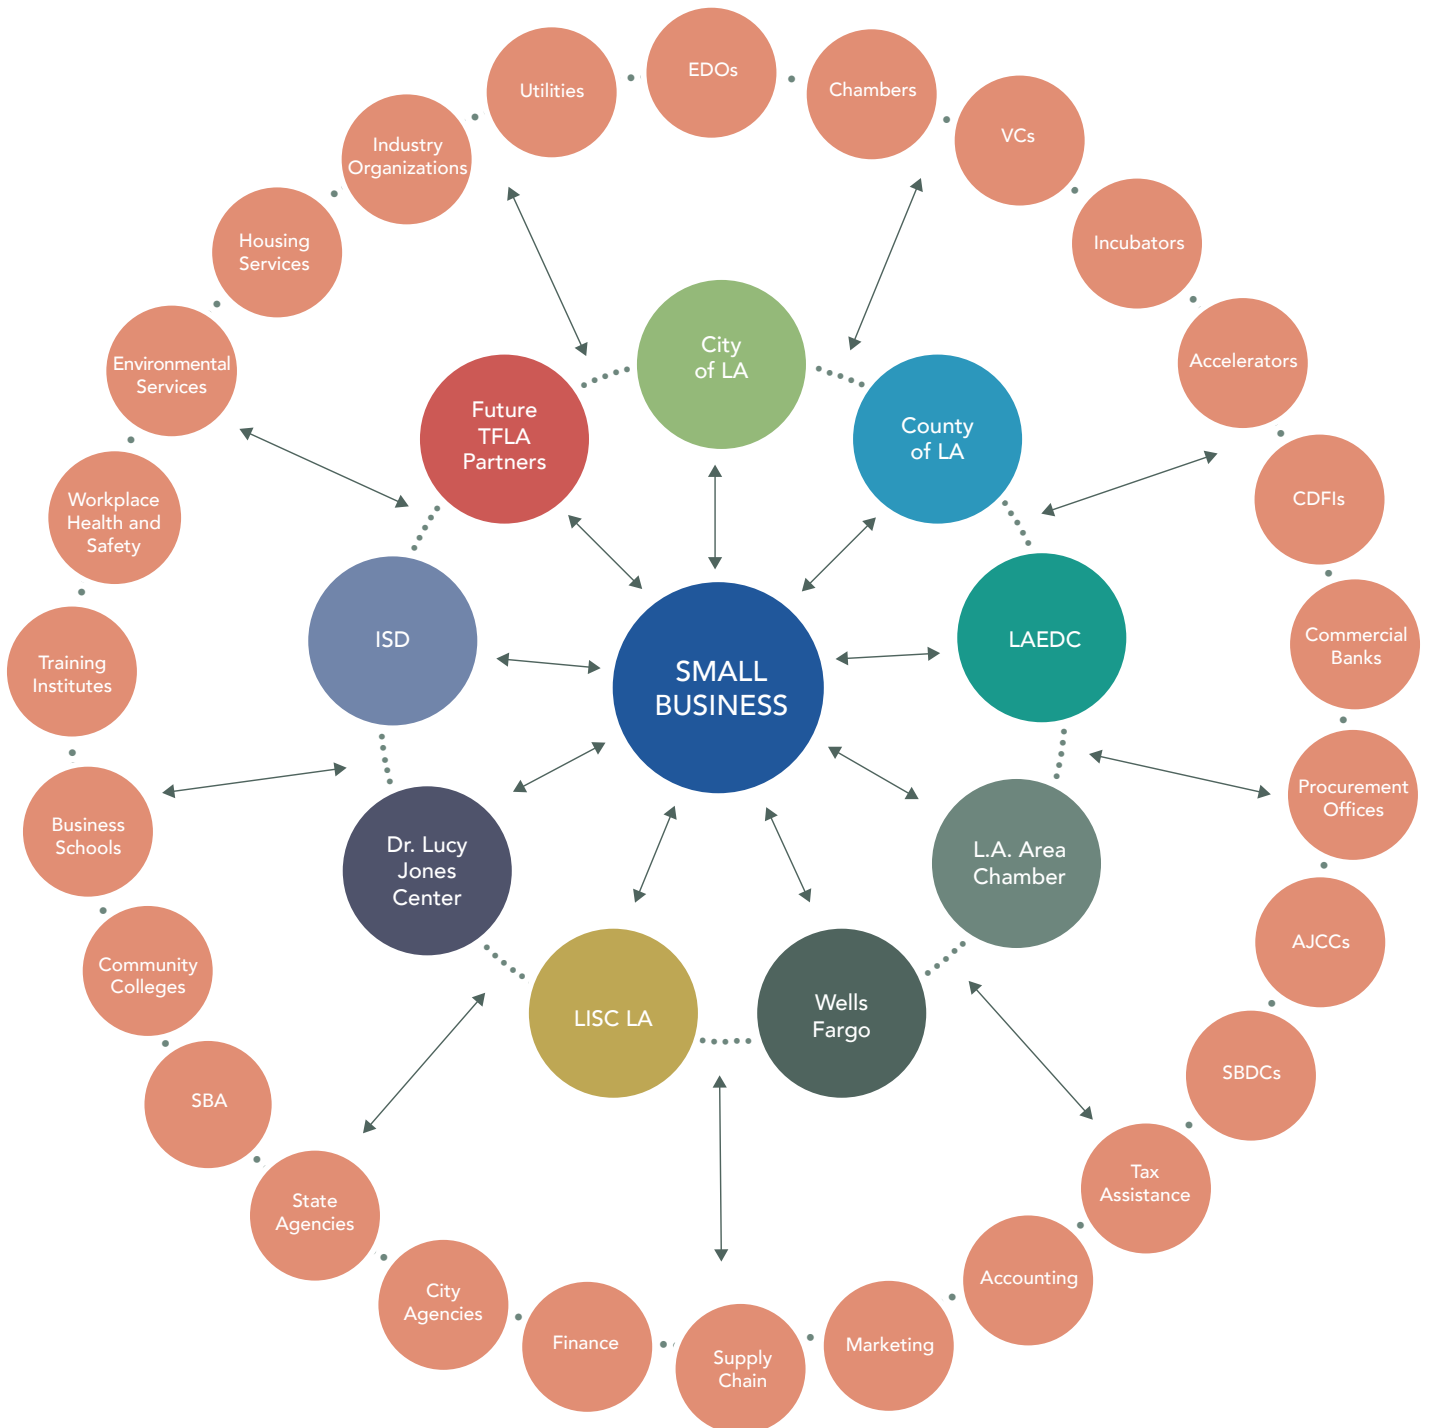 EDOs
Utilities
Chambers
VCs
Industry
Organizations
Housing
Services
Incubators
City
of LA
Environmental
Services
Accelerators
Future
TFLA
Partners
County
of LA
Workplace
Health and
Safety
CDFIs
Training
Institutes
ISD
SMALL
BUSINESS
LAEDC
Commercial
Banks
Procurement
Offices
Business
Schools
Dr. Lucy
Jones
Center
L.A. Area
Chamber
AJCCs
Community
Colleges
LISC LA
Wells
Fargo
SBDCs
SBA
Tax
Assistance
State
Agencies
Accounting
City
Agencies
Finance
Supply
Chain
Marketing